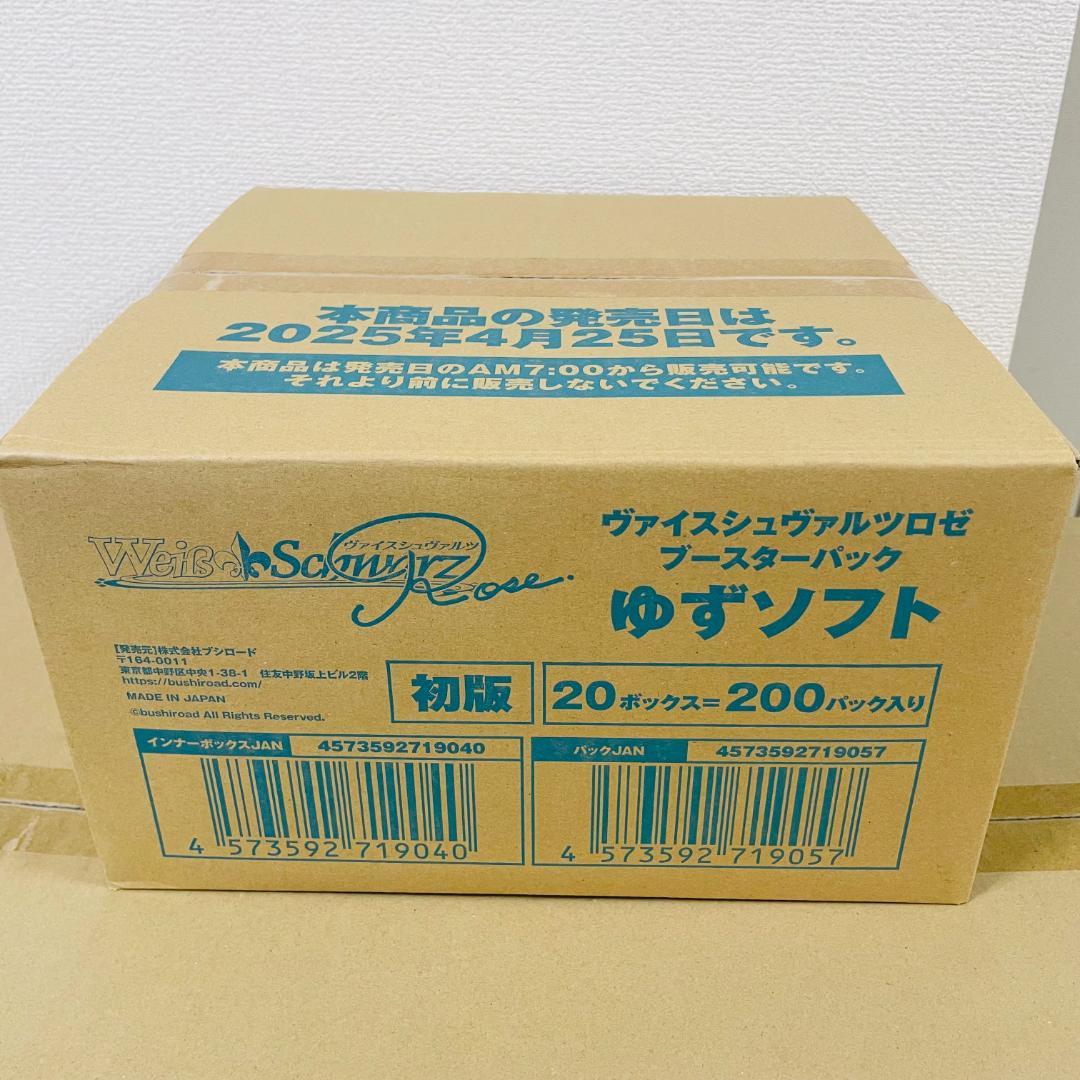 本商品の発売日は
2025年4月25日です。
本商品は発売日のAM7:00から販売可能です。
それより前に販売しないでください。
Weiß Schwarz
ヴァイスシュヴァルツ
Rose.
ヴァイスシュヴァルツロゼ
ブースターパック
ゆずソフト
【発売元】株式会社ブシロード
〒164-0011
東京都中野区中央1-38-1 住友中野坂上ビル2階
https://bushiroad.com/
MADE IN JAPAN
©bushiroad All Rights Reserved.
初版
20ボックス=200パック入り
インナーボックスJAN 4573592719040
4 573592 719040
パックJAN 4573592719057
4 573592 719057